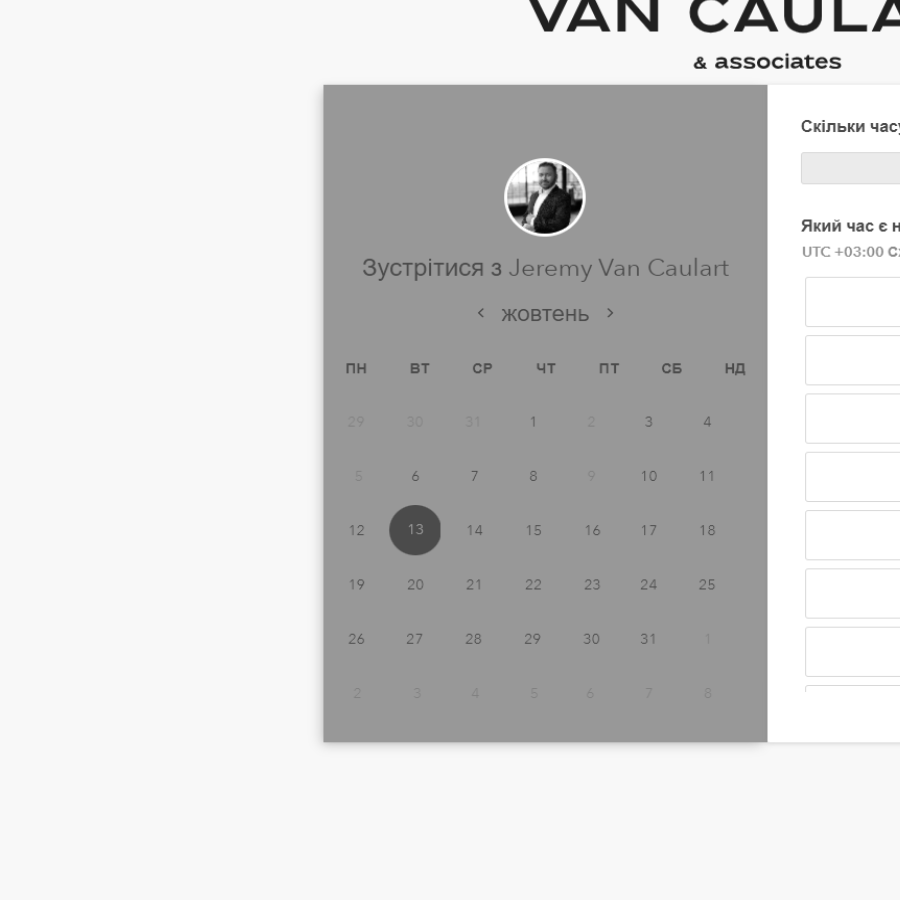 VAN CAULA
& associates
Зустрітися з Jeremy Van Caulart
жовтень
ПН ВТ СР ЧТ ПТ СБ НД
29 30 31 1 2 3 4
5 6 7 8 9 10 11
12 13 14 15 16 17 18
19 20 21 22 23 24 25
26 27 28 29 30 31 1
2 3 4 5 6 7 8
Скільки часу
Який час є
UTC +03:00